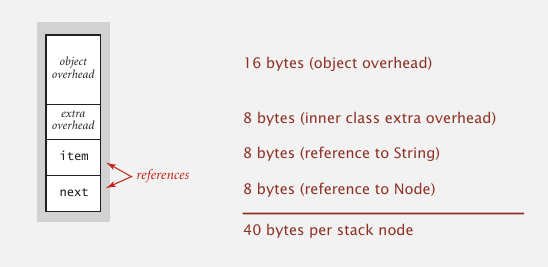 object
overhead
16 bytes (object overhead)
extra
overhead
8 bytes (inner class extra overhead)
item
8 bytes (reference to String)
references
next
8 bytes (reference to Node)
40 bytes per stack node